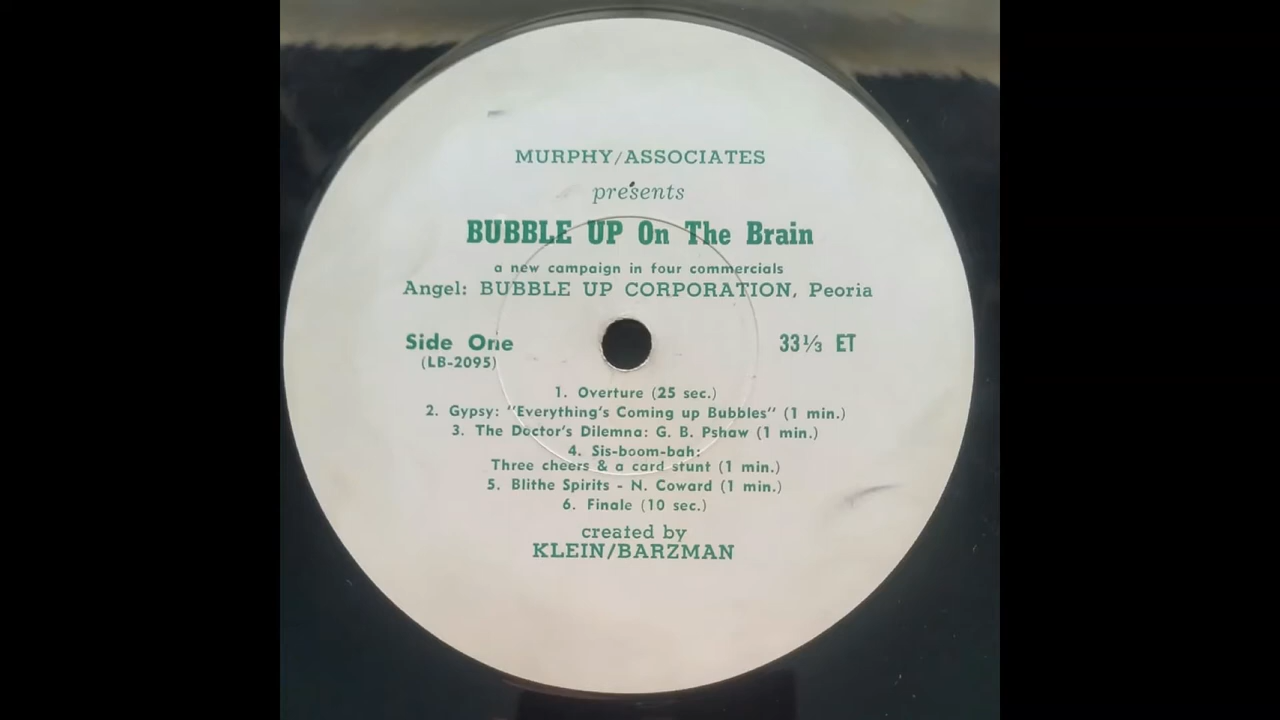 MURPHY/ASSOCIATES
presents
BUBBLE UP On The Brain
a new campaign in four commercials
Angel: BUBBLE UP CORPORATION, Peoria
Side One 33⅓ ET
(LB-2095)
1. Overture (25 sec.)
2. Gypsy: "Everything's Coming up Bubbles" (1 min.)
3. The Doctor's Dilemna: G. B. Pshaw (1 min.)
4. Sis-boom-bah:
Three cheers & a card stunt (1 min.)
5. Blithe Spirits - N. Coward (1 min.)
6. Finale (10 sec.)
created by
KLEIN/BARZMAN